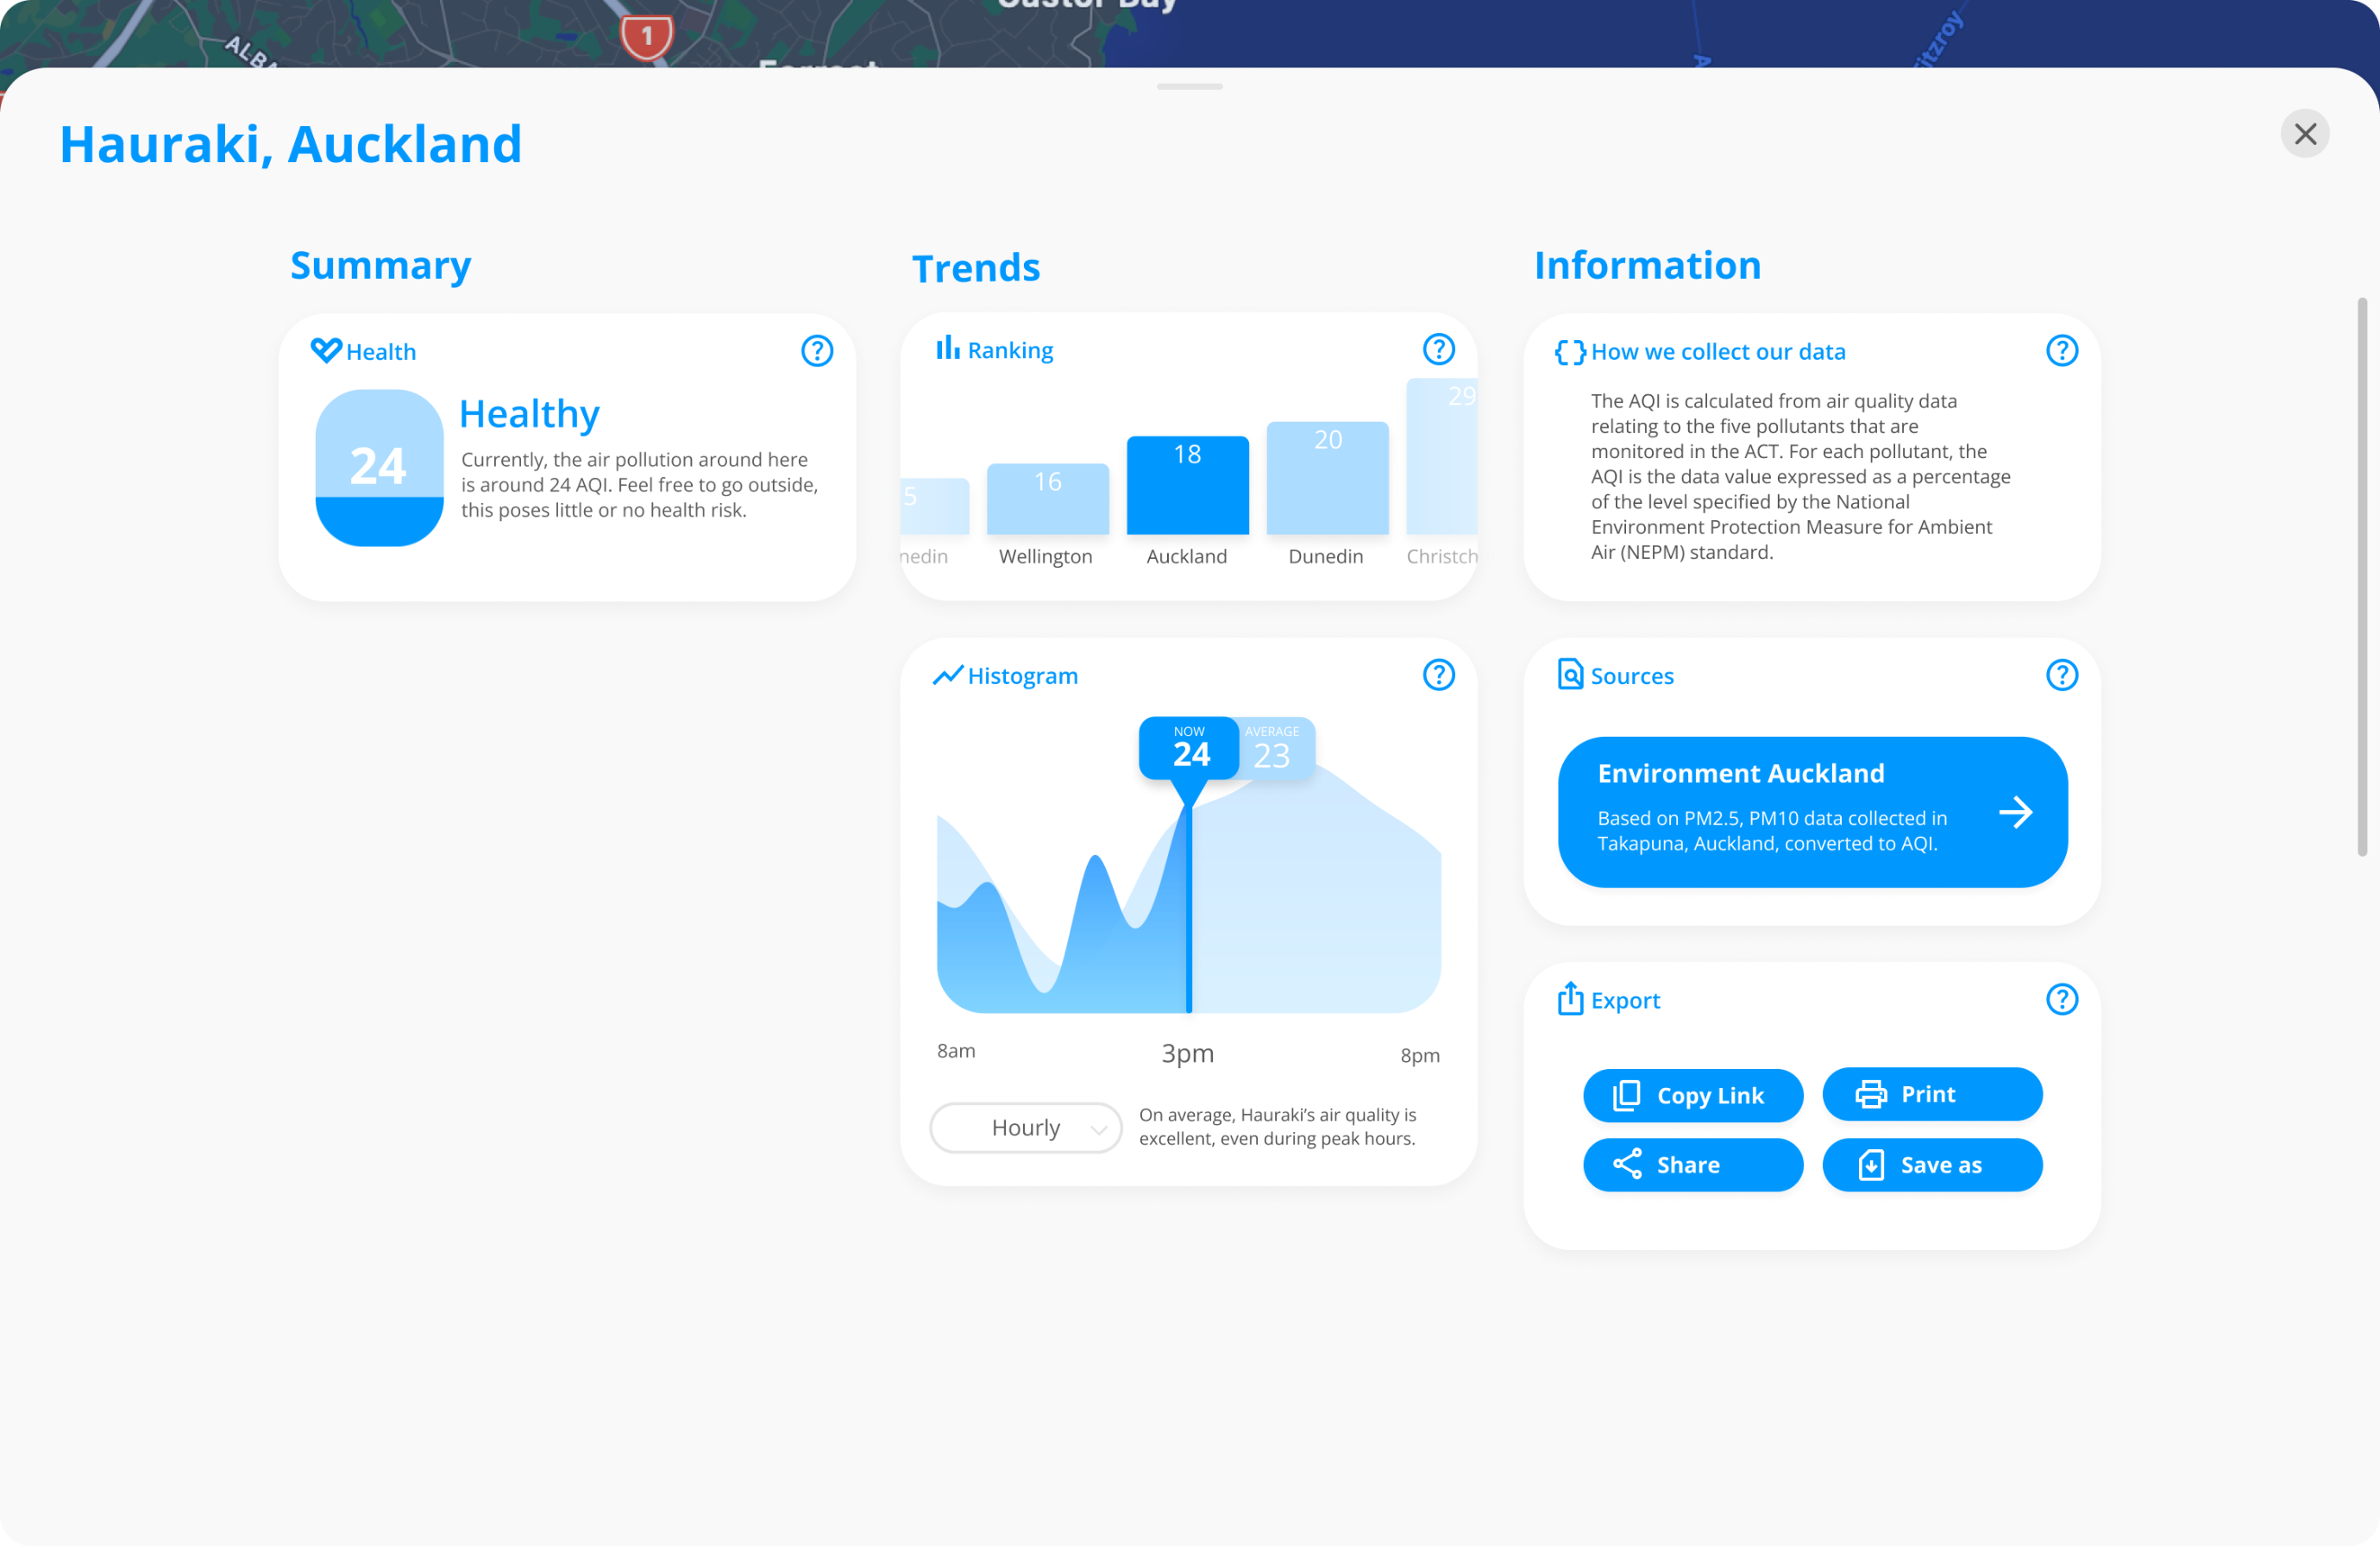 1
Hauraki, Auckland
Summary
Health
24
Healthy
Currently, the air pollution around here
is around 24 AQI. Feel free to go outside,
this poses little or no health risk.
Trends
Ranking
5
16
18
20
29
nedin
Wellington
Auckland
Dunedin
Christch
Histogram
NOW
24
AVERAGE
23
8am
3pm
8pm
Hourly
On average, Hauraki’s air quality is
excellent, even during peak hours.
Information
How we collect our data
The AQI is calculated from air quality data
relating to the five pollutants that are
monitored in the ACT. For each pollutant, the
AQI is the data value expressed as a percentage
of the level specified by the National
Environment Protection Measure for Ambient
Air (NEPM) standard.
Sources
Environment Auckland
Based on PM2.5, PM10 data collected in
Takapuna, Auckland, converted to AQI.
Export
Copy Link
Print
Share
Save as